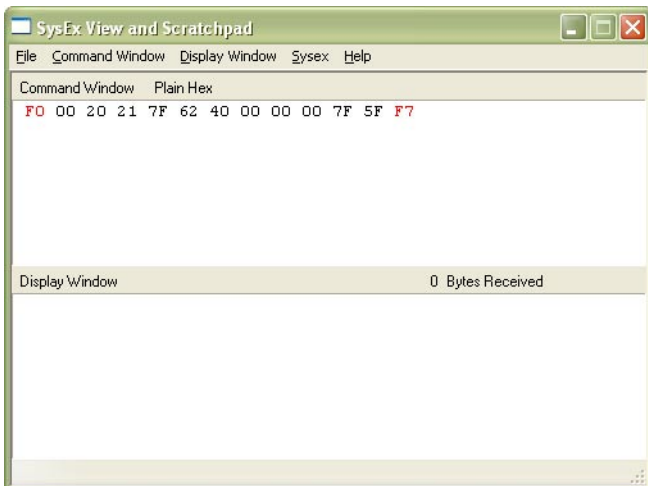 SysEx View and Scratchpad
File Command Window Display Window Sysex Help
Command Window Plain Hex
F0 00 20 21 7F 62 40 00 00 00 7F 5F F7
Display Window 0 Bytes Received